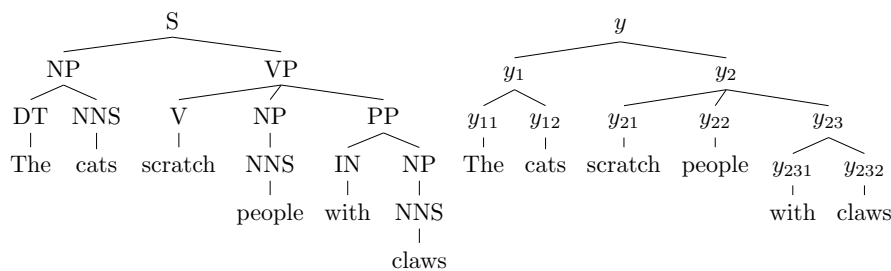 S y
NP VP y₁ y₂
DT NNS V NP PP y₁₁ y₁₂ y₂₁ y₂₂ y₂₃
The cats scratch NNS IN NP The cats scratch people y₂₃₁ y₂₃₂
people with NNS with claws
claws